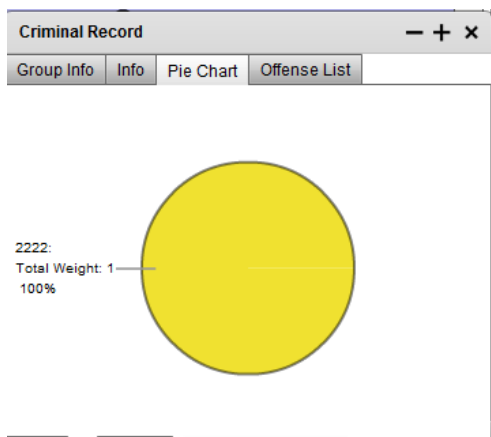 Criminal Record
Group Info Info Pie Chart Offense List
2222:
Total Weight: 1
100%